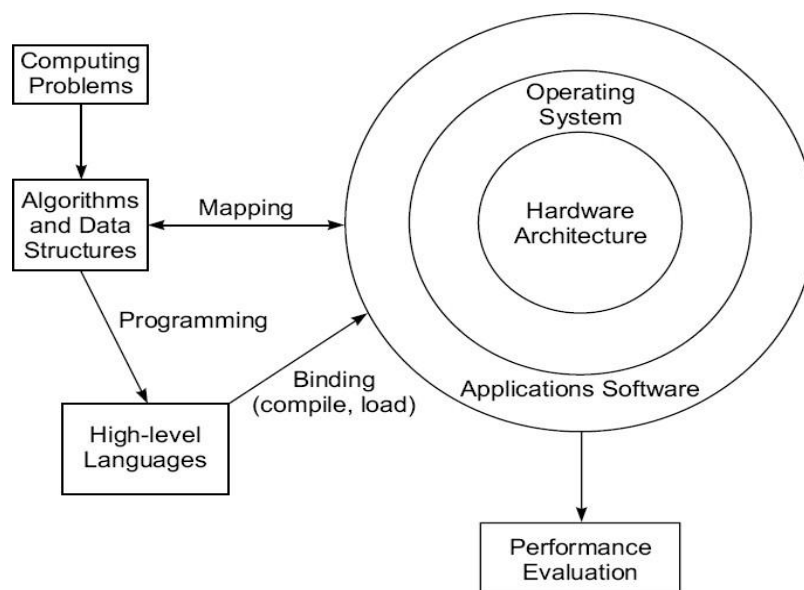 Computing
Problems
Algorithms
and Data
Structures
Mapping
Programming
High-level
Languages
Binding
(compile, load)
Operating
System
Hardware
Architecture
Applications Software
Performance
Evaluation